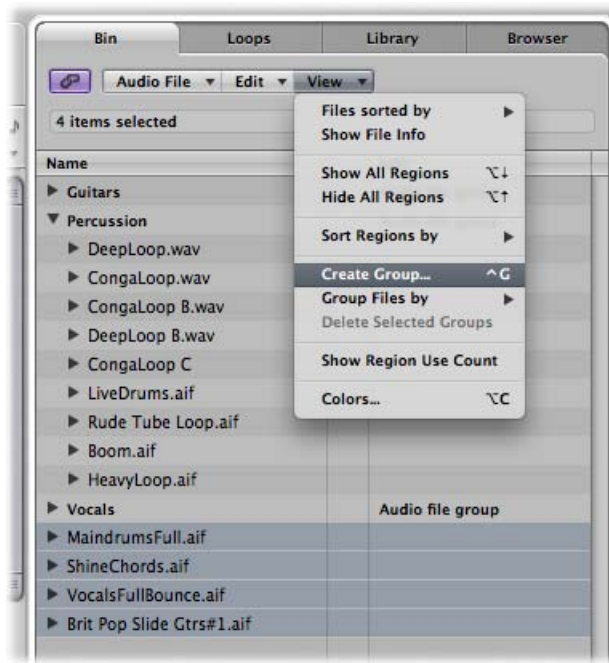 Bin Loops Library Browser
Audio File Edit View
4 items selected
Files sorted by
Show File Info
Show All Regions ⌥↓
Hide All Regions ⌥↑
Sort Regions by
Create Group... ^G
Group Files by
Delete Selected Groups
Show Region Use Count
Colors... ⌥C
Name
Guitars
Percussion
DeepLoop.wav
CongaLoop.wav
CongaLoop B.wav
DeepLoop B.wav
CongaLoop C
LiveDrums.aif
Rude Tube Loop.aif
Boom.aif
HeavyLoop.aif
Vocals Audio file group
MaindrumsFull.aif
ShineChords.aif
VocalsFullBounce.aif
Brit Pop Slide Gtrs#1.aif